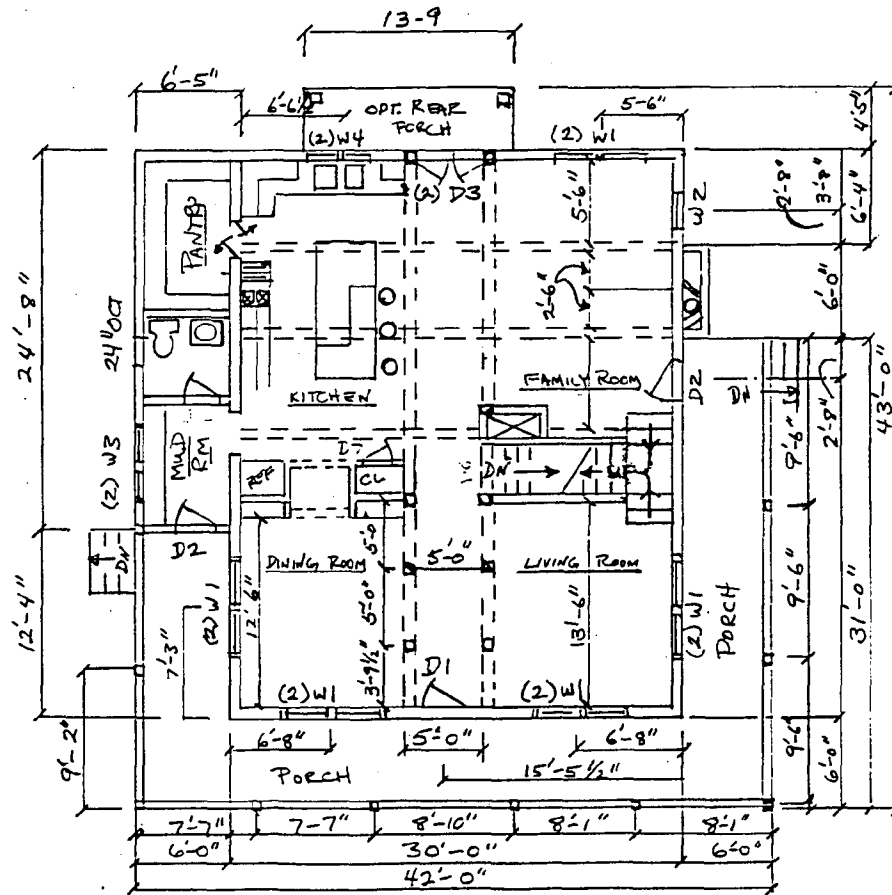 13-9
6'-5"
6'-6½"
OPT. REAR
PORCH
5-6"
4'5"
(2) W4
(2) W1
(2) D3
PANTRY
5'-6"
W2
2'-8"
3'-8"
6'-4"
24'-8"
2'-6"
6'-0"
24"OCT
KITCHEN
FAMILY ROOM
D2
DN
2'-8"
43'-0"
(2) W3
MUD
RM
D7
REF
CL
DN
9'-6"
DN
D2
DINING ROOM
5'-0
5'-0"
LIVING ROOM
12'-4"
7'-3"
(2) W1
12'6"
5'-0"
13'-6"
(2) W1
PORCH
9'-6"
31'-0"
3'-9½"
D1
(2) W1
(2) W1
9'-2"
6'-8"
5'-0"
6'-8"
9'-6"
6'-0"
PORCH
15'-5½"
7'-7"
7-7"
8'-10"
8'-1"
8'-1"
6'-0"
30'-0"
6'-0"
42'-0"